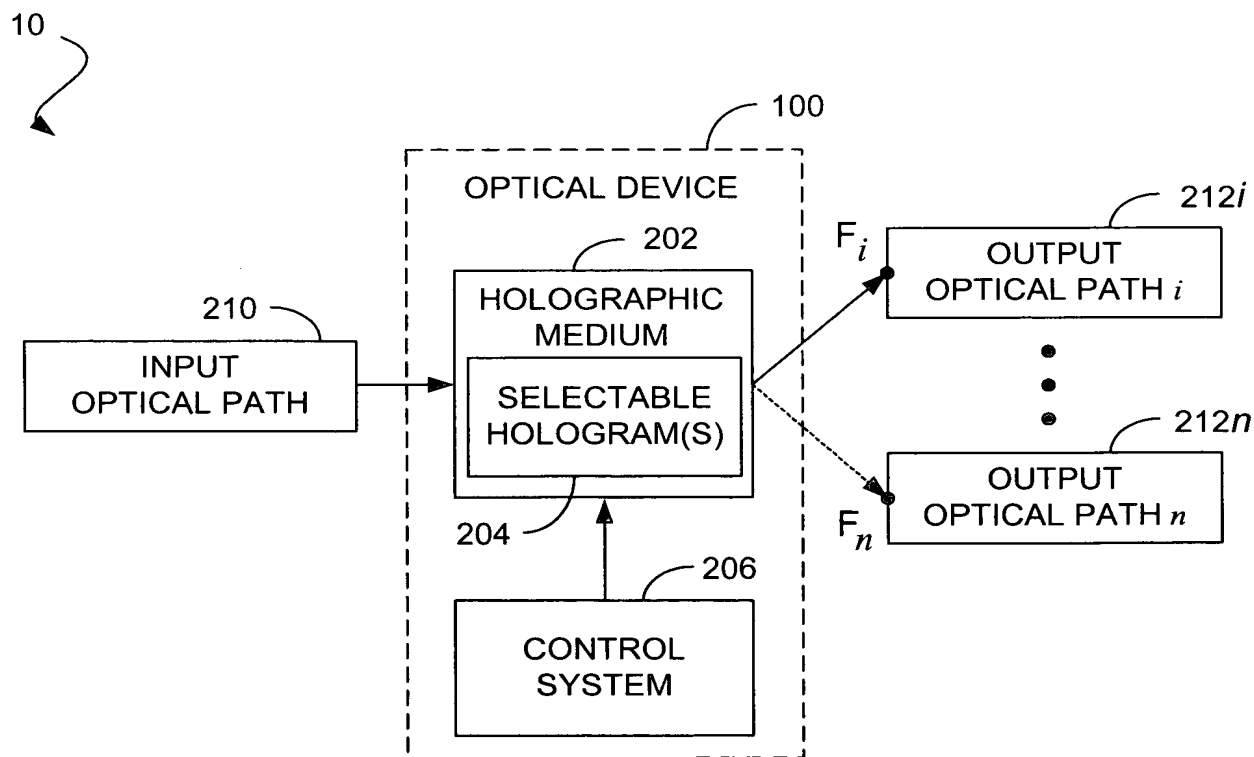 10
100
OPTICAL DEVICE
212i
F_i
OUTPUT
OPTICAL PATH i
202
HOLOGRAPHIC
MEDIUM
210
INPUT
OPTICAL PATH
SELECTABLE
HOLOGRAM(S)
212n
OUTPUT
OPTICAL PATH n
F_n
204
206
CONTROL
SYSTEM